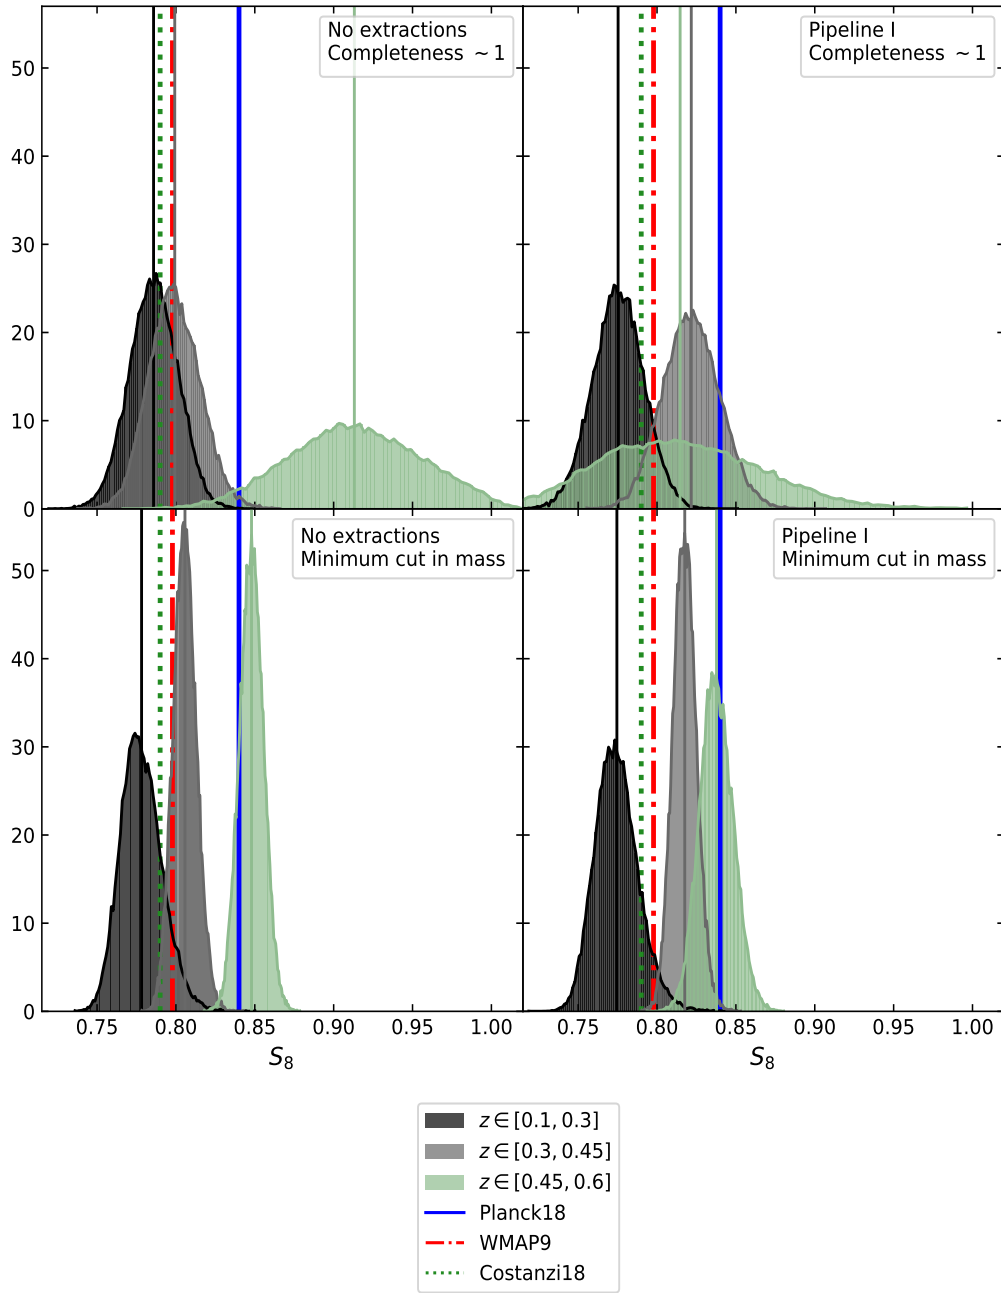 No extractions
Completeness ~ 1
Pipeline I
Completeness ~ 1
50
40
30
20
10
0
No extractions
Minimum cut in mass
Pipeline I
Minimum cut in mass
50
40
30
20
10
0
0.75 0.80 0.85 0.90 0.95 1.00
0.75 0.80 0.85 0.90 0.95 1.00
S₈
S₈
z ∈ [0.1, 0.3]
z ∈ [0.3, 0.45]
z ∈ [0.45, 0.6]
Planck18
WMAP9
Costanzi18